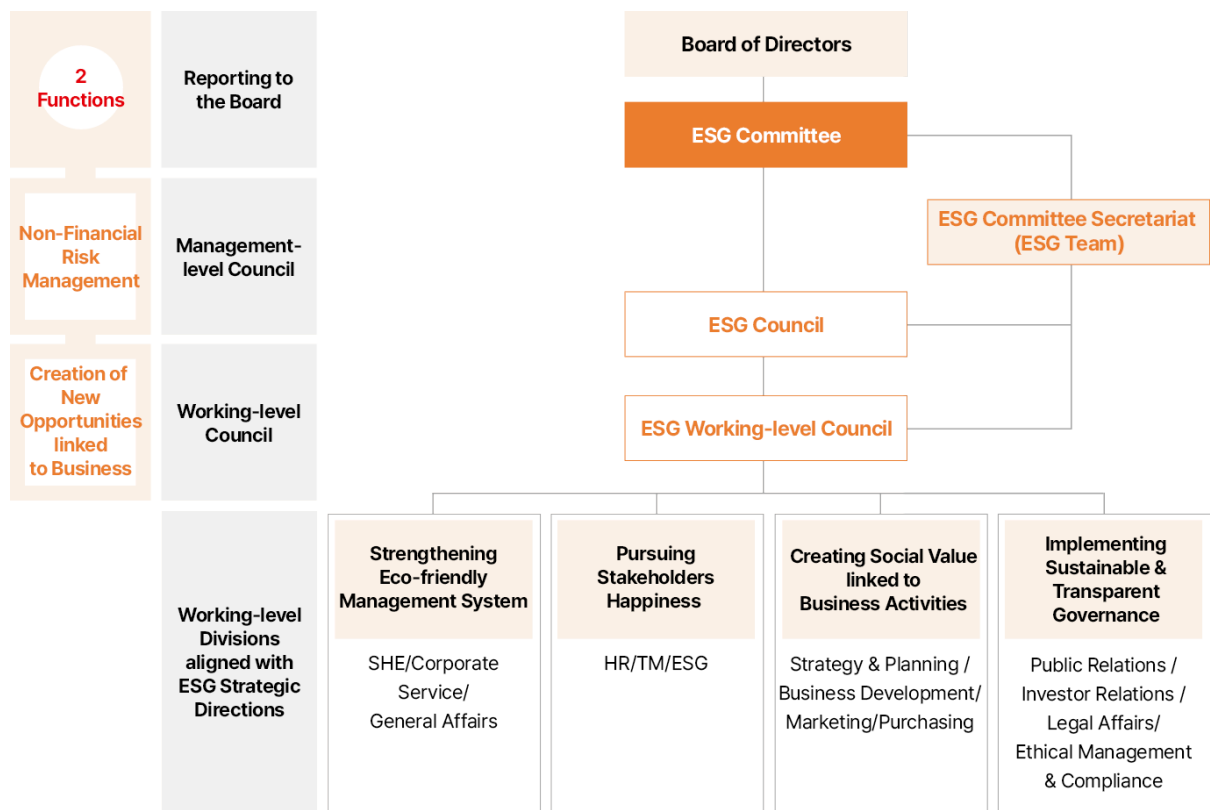 2
Functions
Reporting to
the Board
Board of Directors
ESG Committee
Non-Financial
Risk
Management
Management-
level Council
ESG Committee Secretariat
(ESG Team)
ESG Council
Creation of
New
Opportunities
linked
to Business
Working-level
Council
ESG Working-level Council
Working-level
Divisions
aligned with
ESG Strategic
Directions
Strengthening
Eco-friendly
Management System
SHE/Corporate
Service/
General Affairs
Pursuing
Stakeholders
Happiness
HR/TM/ESG
Creating Social Value
linked to
Business Activities
Strategy & Planning /
Business Development/
Marketing/Purchasing
Implementing
Sustainable &
Transparent
Governance
Public Relations /
Investor Relations /
Legal Affairs/
Ethical Management
& Compliance